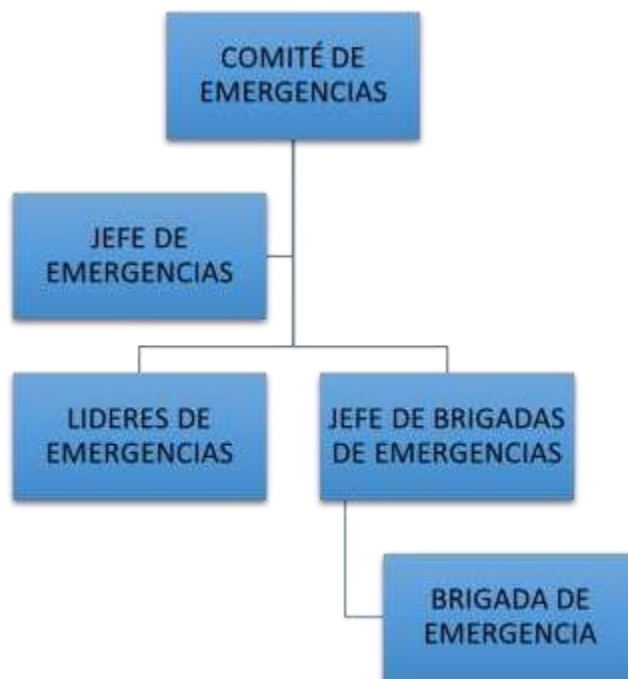 COMITÉ DE
EMERGENCIAS
JEFE DE
EMERGENCIAS
LIDERES DE
EMERGENCIAS
JEFE DE BRIGADAS
DE EMERGENCIAS
BRIGADA DE
EMERGENCIA